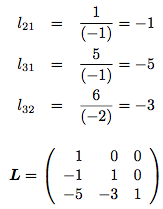 l₂₁ = 1/(−1) = −1
l₃₁ = 5/(−1) = −5
l₃₂ = 6/(−2) = −3
L = ( 1 0 0
−1 1 0
−5 −3 1 )